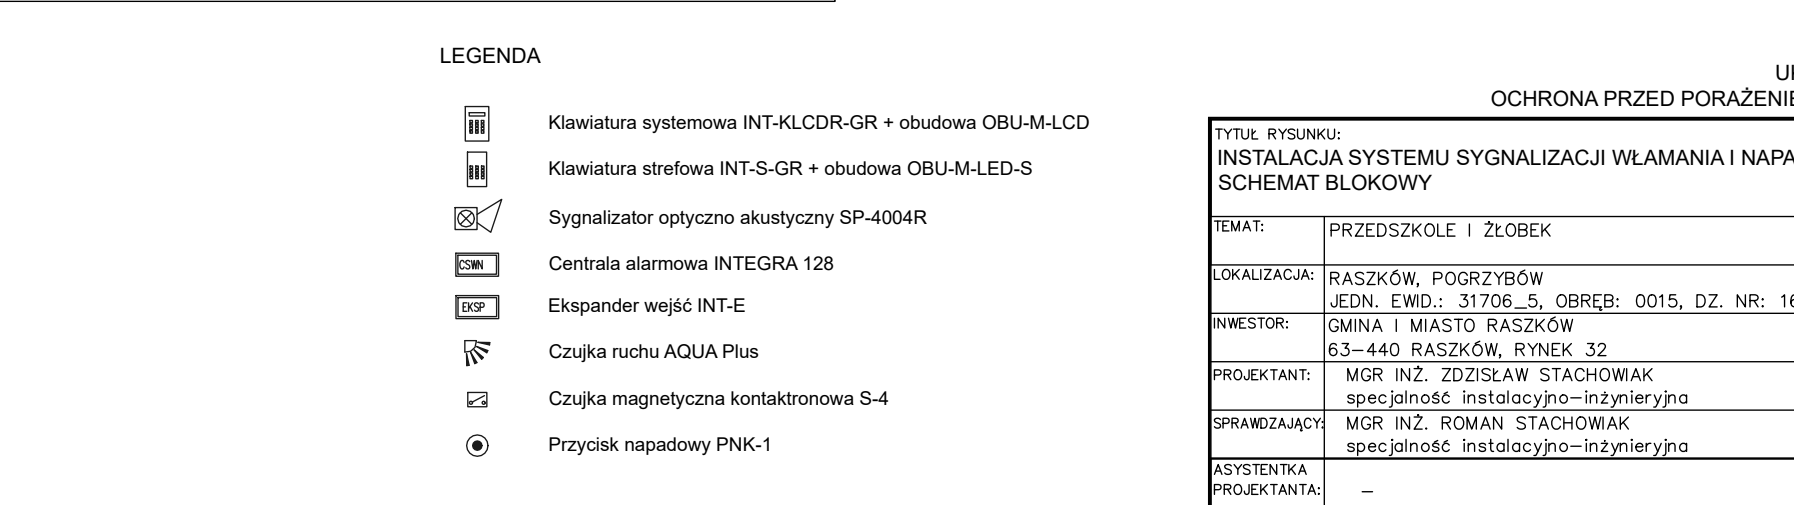 LEGENDA
Klawiatura systemowa INT-KLCDR-GR + obudowa OBU-M-LCD
Klawiatura strefowa INT-S-GR + obudowa OBU-M-LED-S
Sygnalizator optyczno akustyczny SP-4004R
CSWN Centrala alarmowa INTEGRA 128
EKSP Ekspander wejść INT-E
Czujka ruchu AQUA Plus
Czujka magnetyczna kontaktronowa S-4
Przycisk napadowy PNK-1
OCHRONA PRZED
TYTUŁ RYSUNKU:
INSTALACJA SYSTEMU SYGNALIZACJI WŁAMANIA I
SCHEMAT BLOKOWY
TEMAT: PRZEDSZKOLE I ŻŁOBEK
LOKALIZACJA: RASZKÓW, POGRZYBÓW
JEDN. EWID.: 31706_5, OBRĘB: 0015, DZ. NR:
INWESTOR: GMINA I MIASTO RASZKÓW
63-440 RASZKÓW, RYNEK 32
PROJEKTANT: MGR INŻ. ZDZISŁAW STACHOWIAK
specjalność instalacyjno-inżynieryjna
SPRAWDZAJĄCY: MGR INŻ. ROMAN STACHOWIAK
specjalność instalacyjno-inżynieryjna
ASYSTENTKA
PROJEKTANTA: –